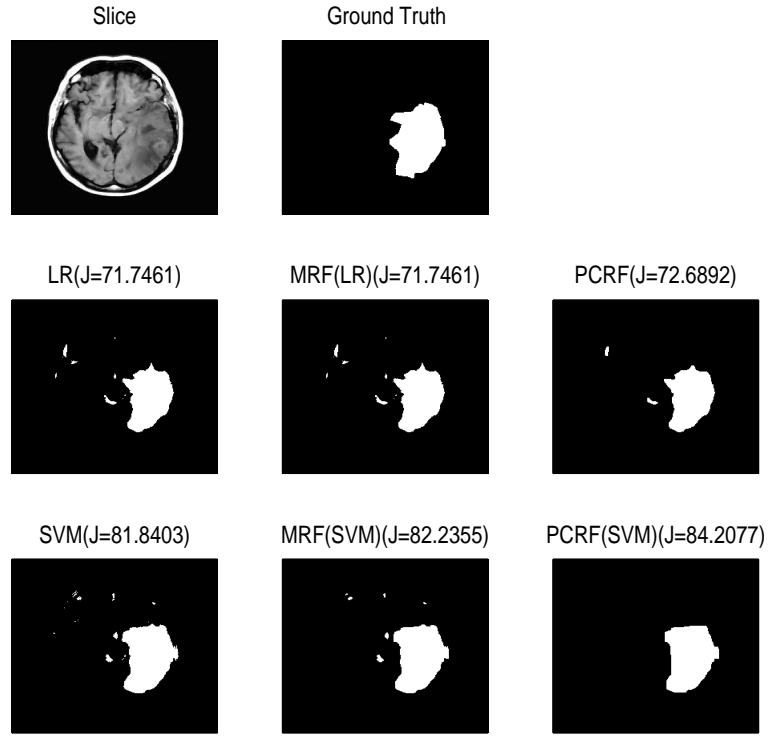 Slice
Ground Truth
LR(J=71.7461)
MRF(LR)(J=71.7461)
PCRF(J=72.6892)
SVM(J=81.8403)
MRF(SVM)(J=82.2355)
PCRF(SVM)(J=84.2077)